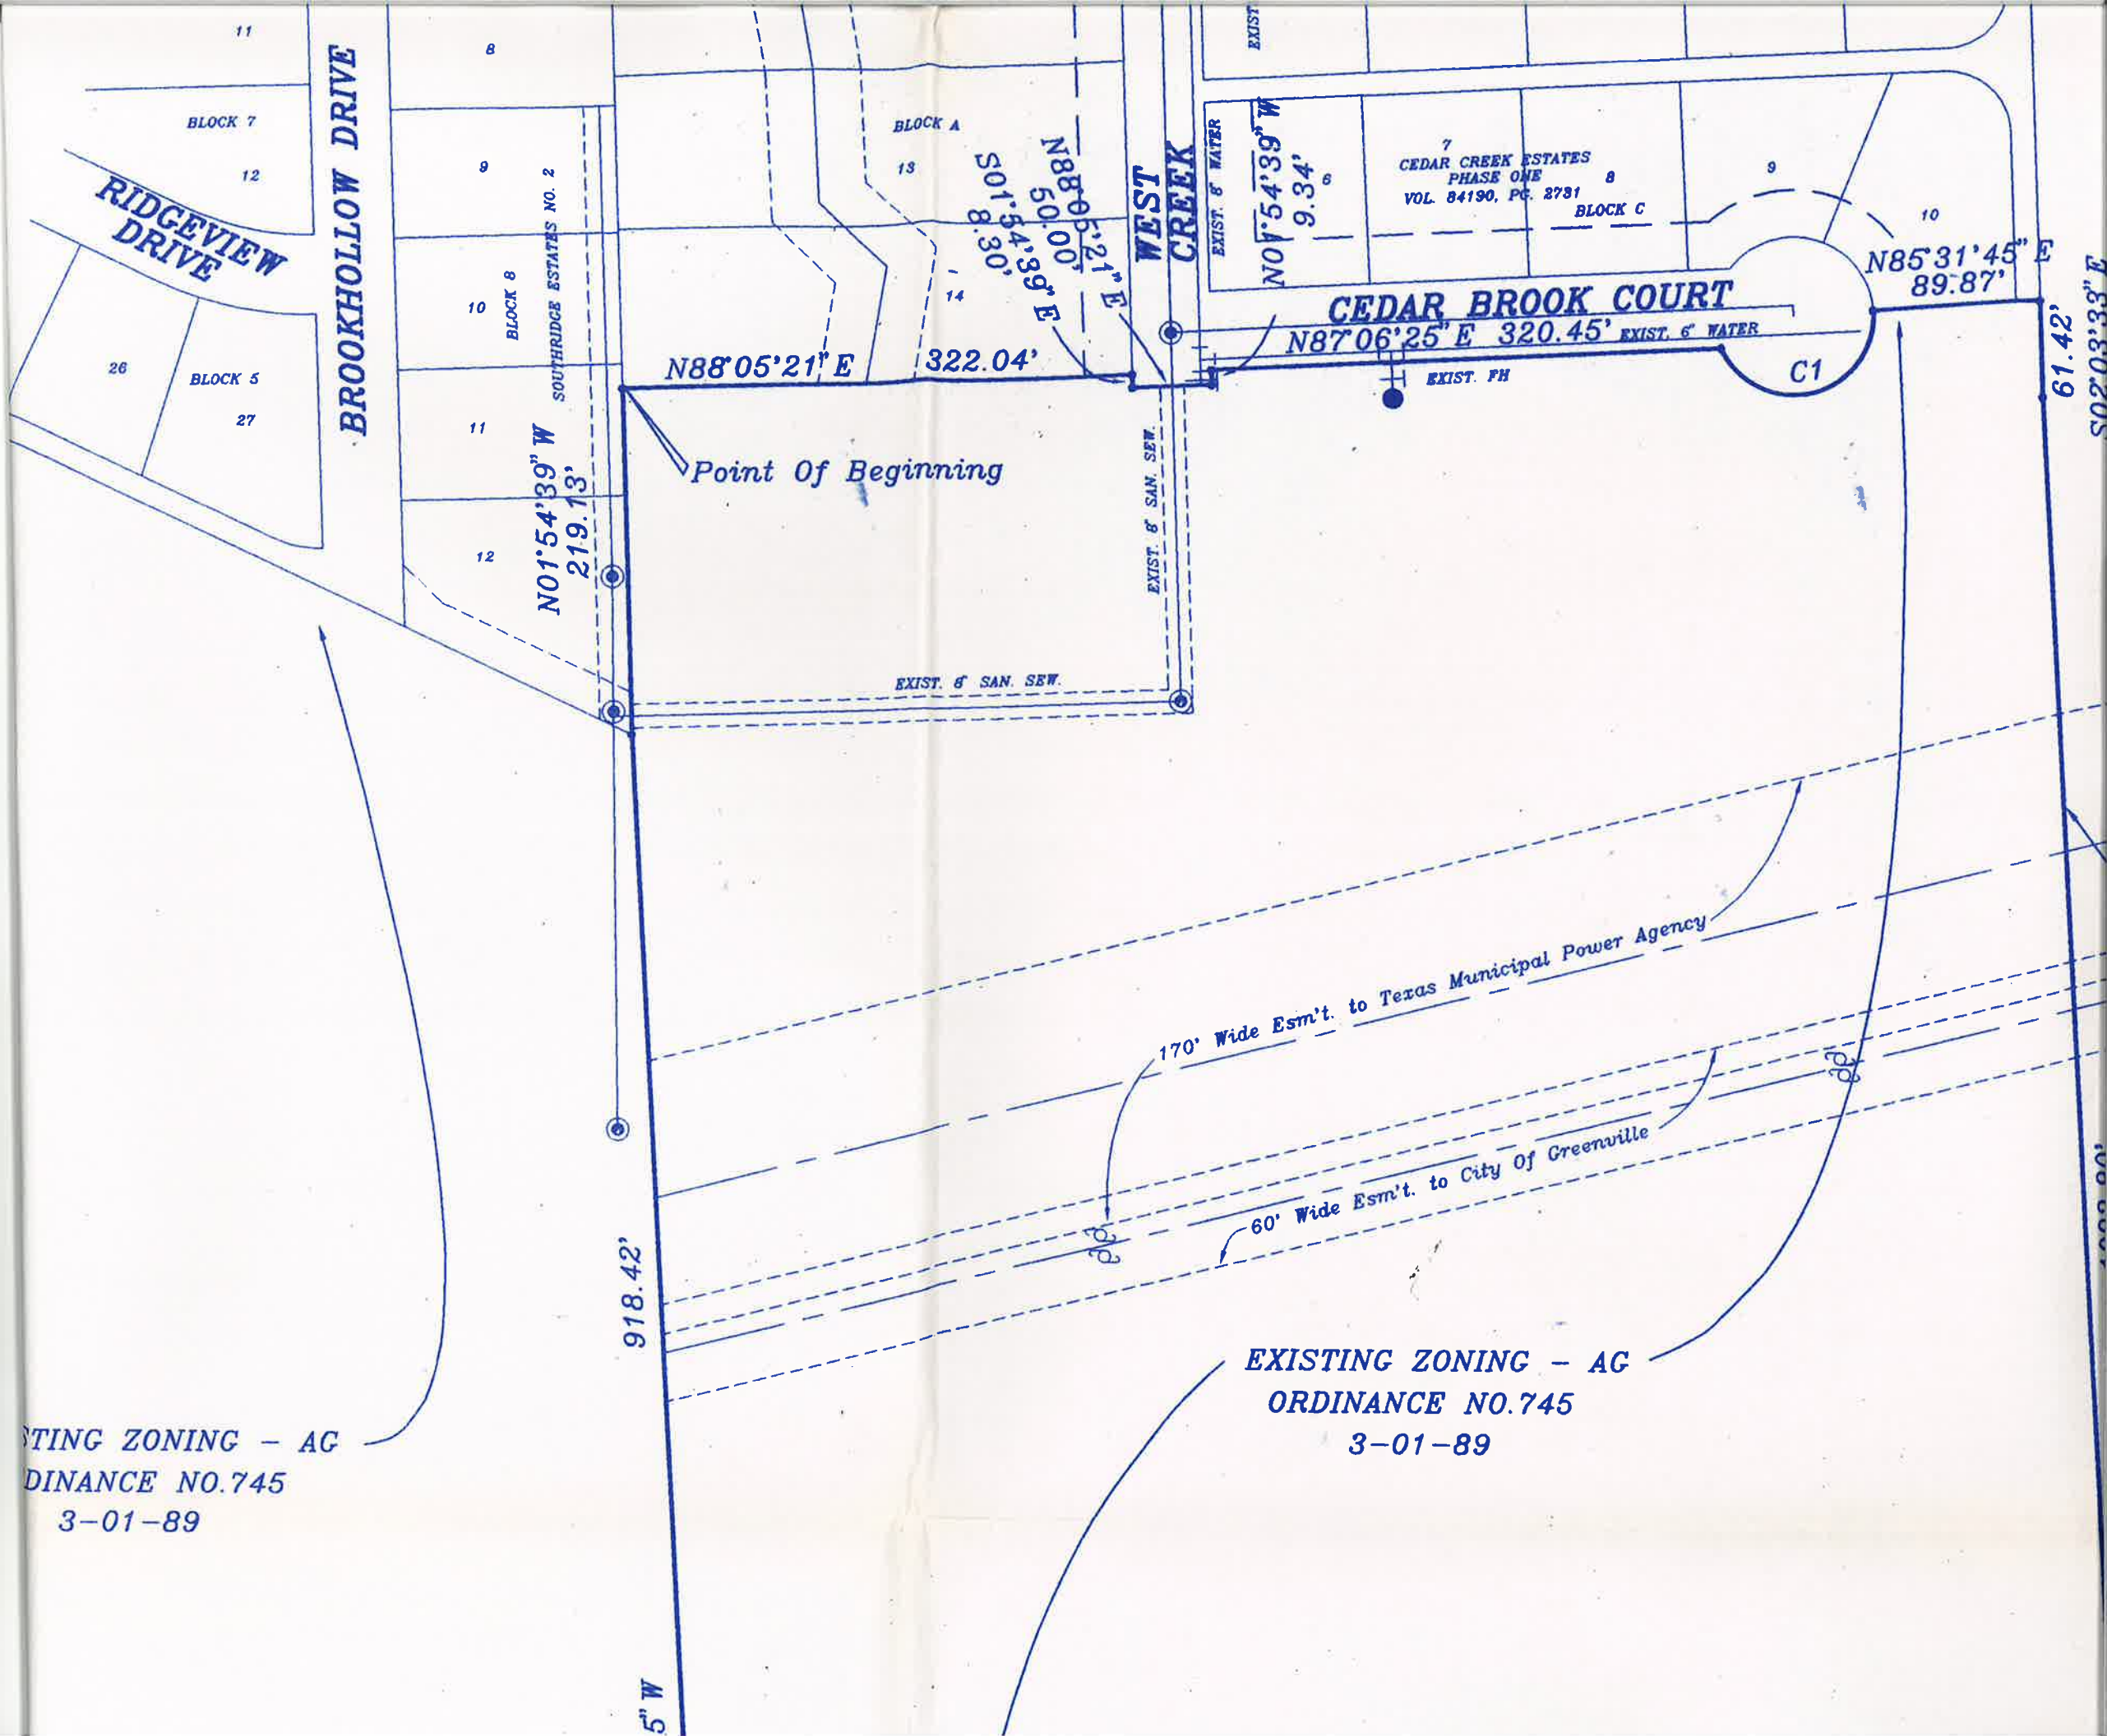 11
BLOCK 7
12
RIDGEVIEW
DRIVE
BROOKHOLLOW DRIVE
26
BLOCK 5
27
8
9
10
BLOCK 8
SOUTHRIDGE ESTATES NO. 2
11
12
N01°54'39" W
219.13'
BLOCK A
13
14
S01°54'39" E
8.30'
N88°05'21" E
50.00'
WEST
CREEK
EXIST. 8" WATER
EXIST
N01°54'39" W
9.34'
6
7
CEDAR CREEK ESTATES
PHASE ONE
8
VOL. 84190, PG. 2731
BLOCK C
9
10
N85°31'45" E
89.87'
CEDAR BROOK COURT
N87°06'25" E 320.45' EXIST. 6" WATER
EXIST. FH
C1
61.42'
S02°03'33" E
N88°05'21" E 322.04'
Point Of Beginning
EXIST. 8" SAN. SEW.
EXIST. 8" SAN. SEW.
170' Wide Esm't. to Texas Municipal Power Agency
60' Wide Esm't. to City Of Greenville
918.42'
EXISTING ZONING - AG
ORDINANCE NO.745
3-01-89
STING ZONING - AG
DINANCE NO.745
3-01-89
5" W